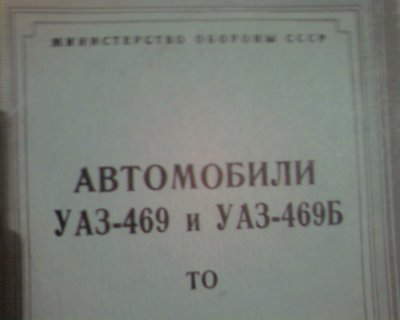 МИНИСТЕРСТВО ОБОРОНЫ СССР
АВТОМОБИЛИ
УАЗ-469 и УАЗ-469Б
ТО